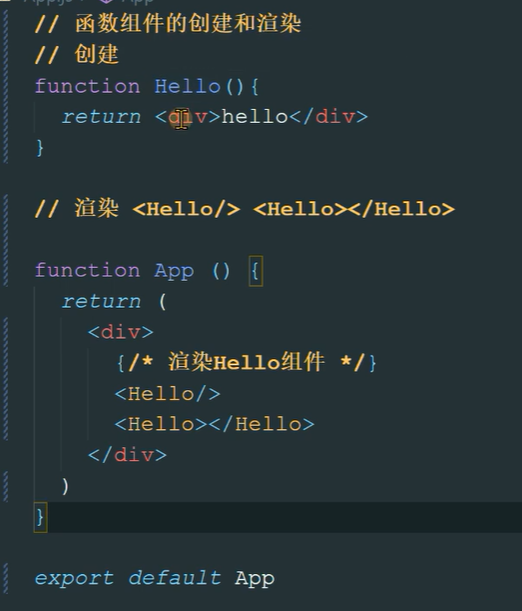 // 函数组件的创建和渲染
// 创建
function Hello(){
  return <div>hello</div>
}
// 渲染 <Hello/> <Hello></Hello>
function App () {
  return (
    <div>
      {/* 渲染Hello组件 */}
      <Hello/>
      <Hello></Hello>
    </div>
  )
}
export default App